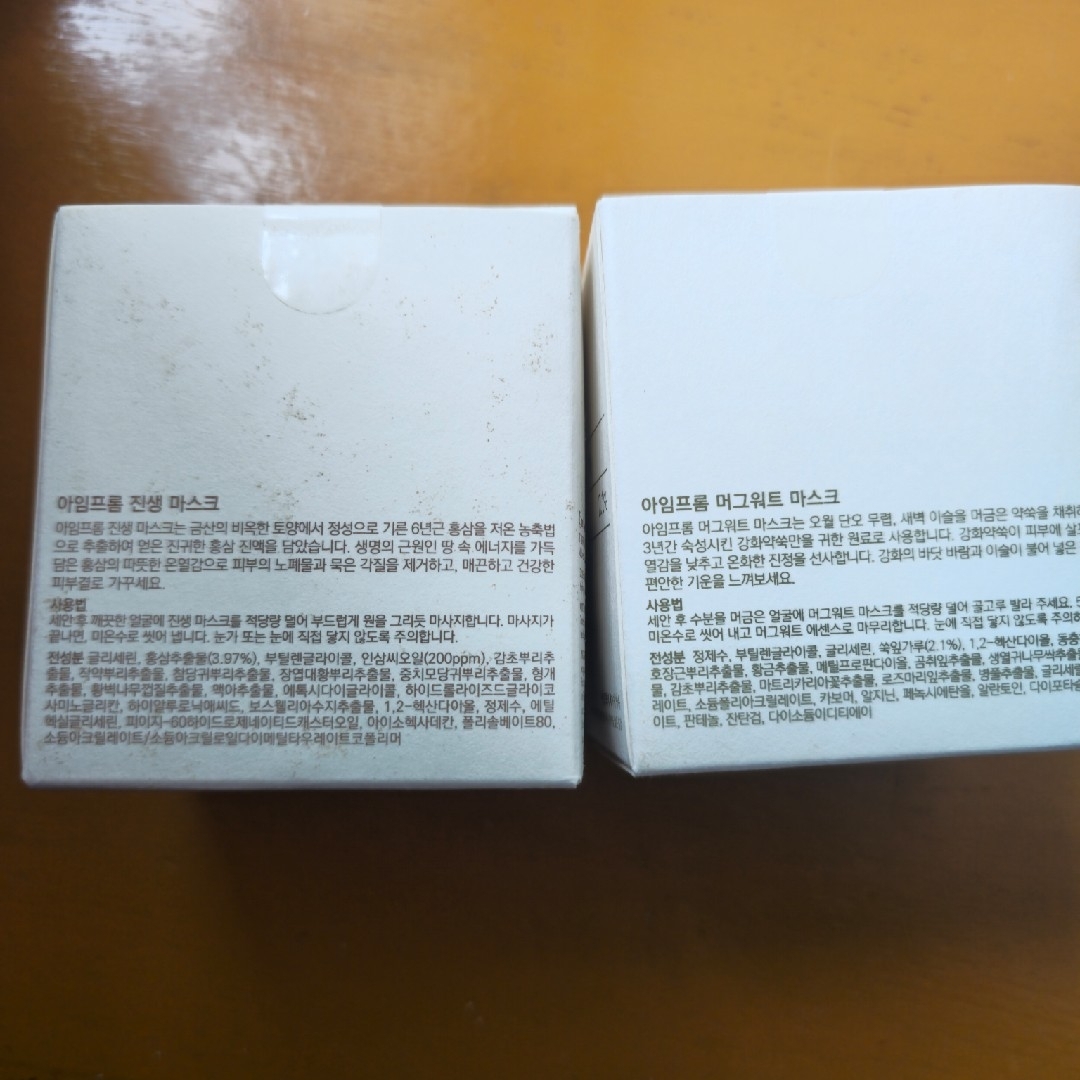 아임프롬 진생 마스크
아임프롬 진생 마스크는 금산의 비옥한 토양에서 정성으로 기른 6년근 홍삼을 저온 농축법
으로 추출하여 얻은 진귀한 홍삼 진액을 담았습니다. 생명의 근원인 땅 속 에너지를 가득
담은 홍삼의 따뜻한 온열감으로 피부의 노폐물과 묵은 각질을 제거하고, 매끈하고 건강한
피부결로 가꾸세요.
사용법
세안 후 깨끗한 얼굴에 진생 마스크를 적당량 덜어 부드럽게 원을 그리듯 마사지합니다. 마사지가
끝나면, 미온수로 씻어 냅니다. 눈가 또는 눈에 직접 닿지 않도록 주의합니다.
전성분 글리세린, 홍삼추출물(3.97%), 부틸렌글라이콜, 인삼씨오일(200ppm), 감초뿌리추
출물, 작약뿌리추출물, 참당귀뿌리추출물, 장엽대황뿌리추출물, 중치모당귀뿌리추출물, 형개
추출물, 황벽나무껍질추출물, 액아추출물, 에톡시다이글라이콜, 하이드롤라이즈드글라이코
사미노글리칸, 하이알루로닉애씨드, 보스웰리아수지추출물, 1,2-헥산다이올, 정제수, 에틸
헥실글리세린, 피이지-60하이드로제네이티드캐스터오일, 아이소헥사데칸, 폴리솔베이트80,
소듐아크릴레이트/소듐아크릴로일다이메틸타우레이트코폴리머
아임프롬 머그워트 마스크
아임프롬 머그워트 마스크는 오월 단오 무렵, 새벽 이슬을 머금은 약쑥을 채취하
3년간 숙성시킨 강화약쑥만을 귀한 원료로 사용합니다. 강화약쑥이 피부에
열감을 낮추고 온화한 진정을 선사합니다. 강화의 바닷 바람과 이슬이 불어 넣은
편안한 기운을 느껴보세요.
사용법
세안 후 수분을 머금은 얼굴에 머그워트 마스크를 적당량 덜어 골고루 발라 주세요.
미온수로 씻어 내고 머그워트 에센스로 마무리합니다. 눈에 직접 닿지 않도록 주의하
전성분 정제수, 부틸렌글라이콜, 글리세린, 쑥잎가루(2.1%), 1,2-헥산다이올,
호장근뿌리추출물, 황금추출물, 메틸프로판다이올, 곰취잎추출물, 생열귀나무싹추출물
물, 감초뿌리추출물, 마트리카리아꽃추출물, 로즈마리잎추출물, 병풀추출물, 글리세릴
레이트, 소듐폴리아크릴레이트, 카보머, 알지닌, 페녹시에탄올, 알란토인, 다이포타슘
이트, 판테놀, 잔탄검, 다이소듐이디티에이